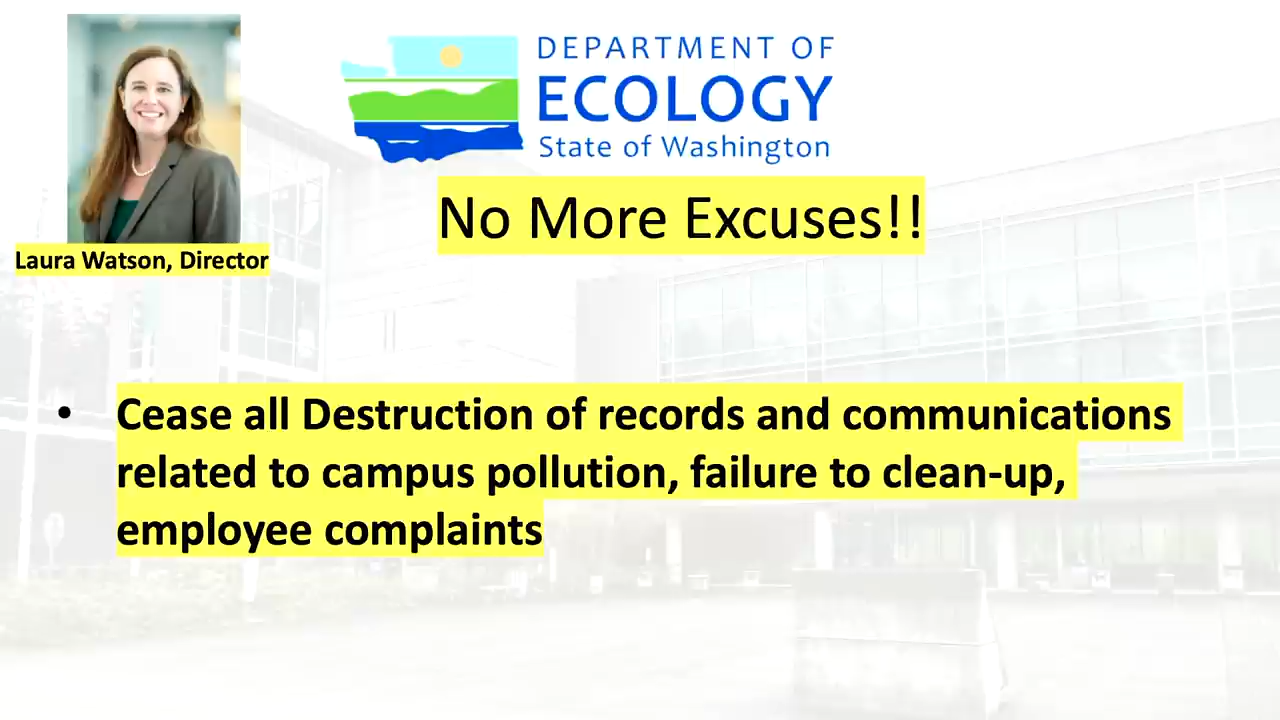 DEPARTMENT OF
ECOLOGY
State of Washington
No More Excuses!!
Laura Watson, Director
• Cease all Destruction of records and communications
related to campus pollution, failure to clean-up,
employee complaints